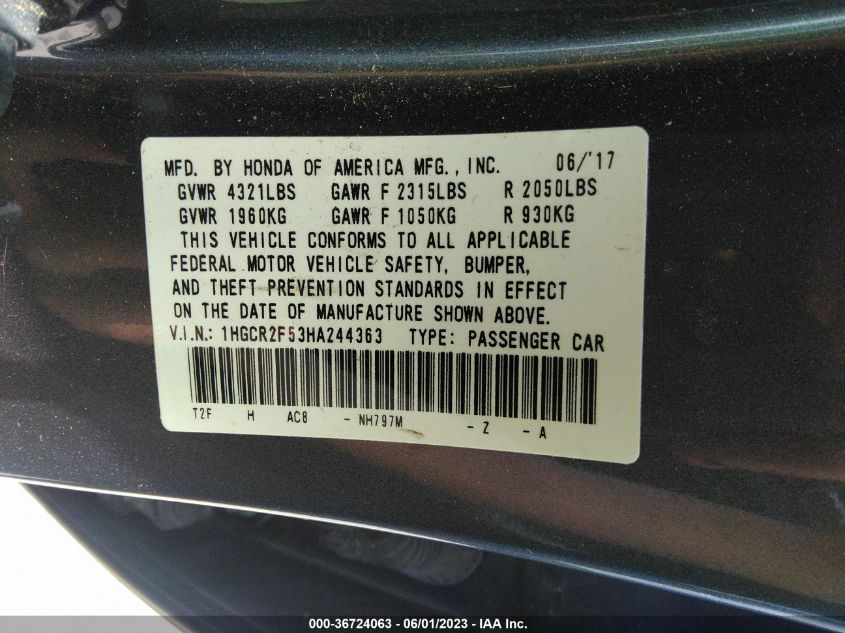 MFD. BY HONDA OF AMERICA MFG., INC. 06/'17
GVWR 4321LBS GAWR F 2315LBS R 2050LBS
GVWR 1960KG GAWR F 1050KG R 930KG
THIS VEHICLE CONFORMS TO ALL APPLICABLE
FEDERAL MOTOR VEHICLE SAFETY, BUMPER,
AND THEFT PREVENTION STANDARDS IN EFFECT
ON THE DATE OF MANUFACTURE SHOWN ABOVE.
V.I.N.: 1HGCR2F53HA244363 TYPE: PASSENGER CAR
T2F H AC8 - NH797M - Z - A
000-36724063 - 06/01/2023 - IAA Inc.